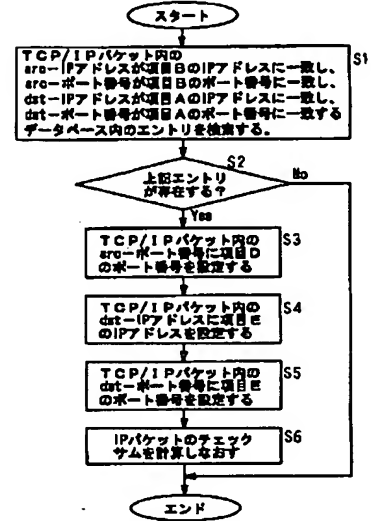 スタート
TCP/IPパケット内の
src-IPアドレスが項目BのIPアドレスに一致し、
src-ポート番号が項目Bのポート番号に一致し、
dst-IPアドレスが項目AのIPアドレスに一致し、
dst-ポート番号が項目Aのポート番号に一致する
データベース内のエントリを検索する。
S1
S2
上記エントリ
が存在する?
No
Yes
TCP/IPパケット内の
src-ポート番号に項目D
のポート番号を設定する
S3
TCP/IPパケット内の
dst-IPアドレスに項目E
のIPアドレスを設定する
S4
TCP/IPパケット内の
dst-ポート番号に項目E
のポート番号を設定する
S5
IPパケットのチェック
サムを計算しなおす
S6
エンド